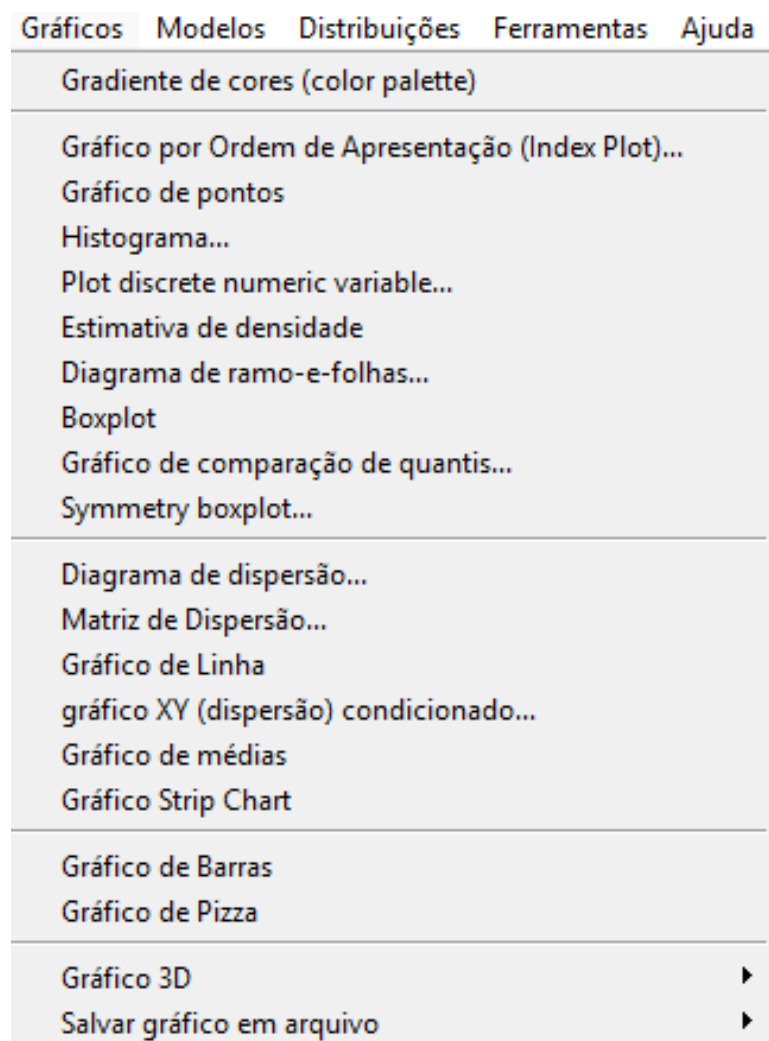 Gráficos Modelos Distribuições Ferramentas Ajuda
Gradiente de cores (color palette)
Gráfico por Ordem de Apresentação (Index Plot)...
Gráfico de pontos
Histograma...
Plot discrete numeric variable...
Estimativa de densidade
Diagrama de ramo-e-folhas...
Boxplot
Gráfico de comparação de quantis...
Symmetry boxplot...
Diagrama de dispersão...
Matriz de Dispersão...
Gráfico de Linha
gráfico XY (dispersão) condicionado...
Gráfico de médias
Gráfico Strip Chart
Gráfico de Barras
Gráfico de Pizza
Gráfico 3D
Salvar gráfico em arquivo